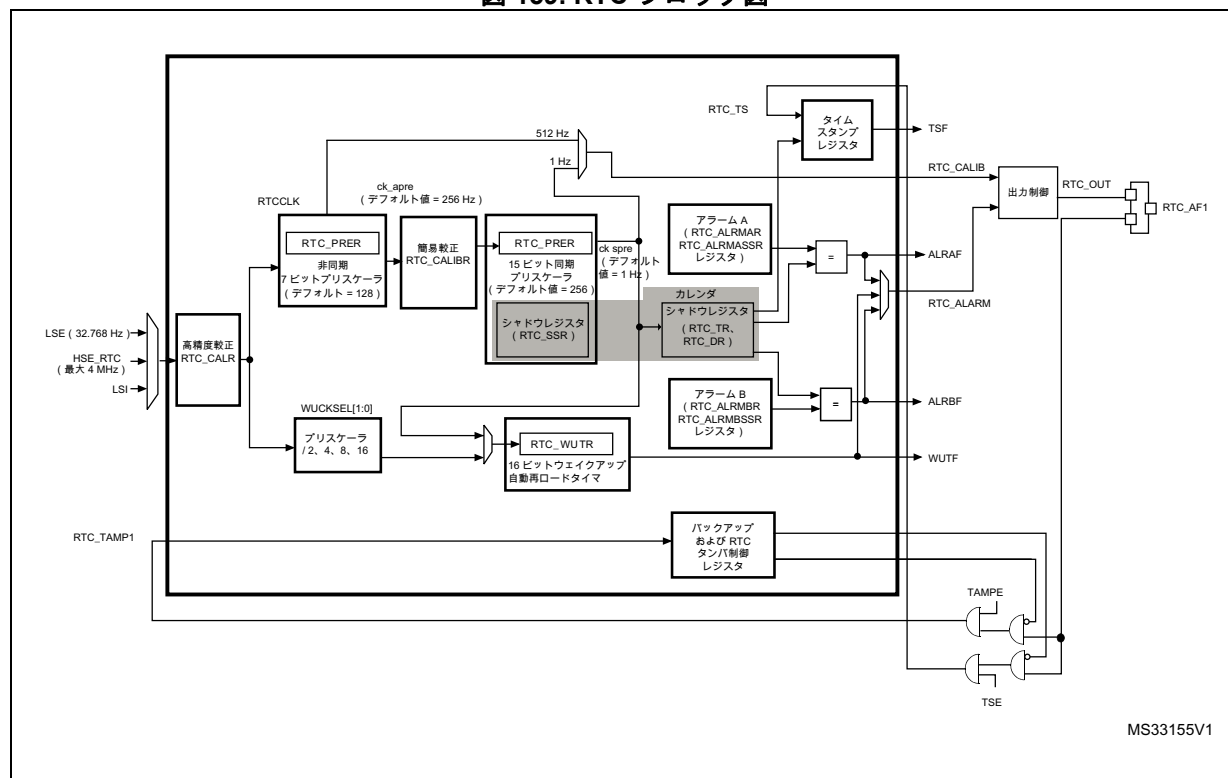 RTC_TS
タイム
スタンプ
レジスタ
TSF
512 Hz
1 Hz
RTC_CALIB
出力制御
RTC_OUT
RTC_AF1
ck_apre
（デフォルト値 = 256 Hz）
RTCCLK
RTC_PRER
非同期
7 ビットプリスケーラ
（デフォルト = 128）
簡易較正
RTC_CALIBR
RTC_PRER
15 ビット同期
プリスケーラ
（デフォルト値 = 256）
ck spre
（デフォルト
値 = 1 Hz）
アラーム A
（RTC_ALRMAR
RTC_ALRMASSR
レジスタ）
=
ALRAF
RTC_ALARM
カレンダ
シャドウレジスタ
（RTC_SSR）
シャドウレジスタ
（RTC_TR、
RTC_DR）
LSE（32.768 Hz）
HSE_RTC
（最大 4 MHz）
LSI
高精度較正
RTC_CALR
アラーム B
（RTC_ALRMBR
RTC_ALRMBSSR
レジスタ）
=
ALRBF
WUCKSEL[1:0]
プリスケーラ
/ 2、4、8、16
RTC_WUTR
16 ビットウェイクアップ
自動再ロードタイマ
WUTF
RTC_TAMP1
バックアップ
および RTC
タンパ制御
レジスタ
TAMPE
TSE
MS33155V1